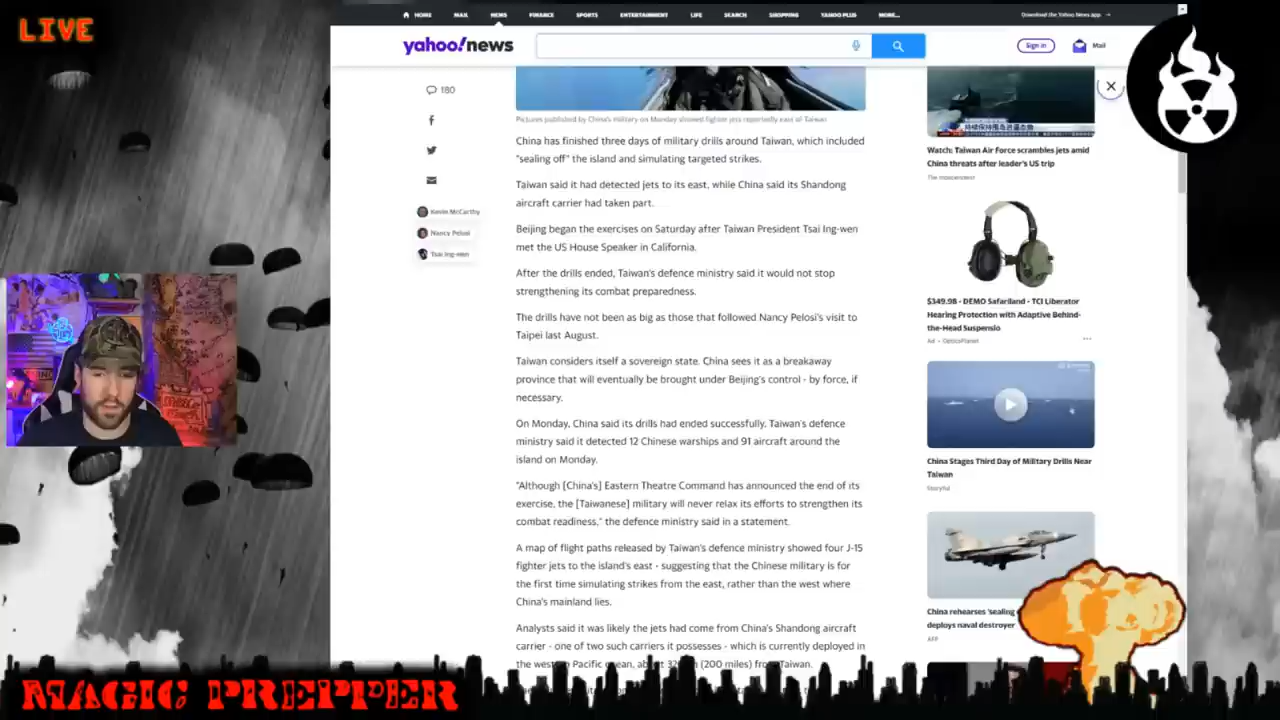 LIVE
HOME MAIL NEWS FINANCE SPORTS ENTERTAINMENT LIFE SEARCH SHOPPING YAHOO PLUS MORE...
Download the Yahoo News app →
yahoo!news
Sign in
Mail
180
Kevin McCarthy
Nancy Pelosi
Tsai Ing-wen
Pictures published by China's military on Monday showed fighter jets reportedly east of Taiwan
China has finished three days of military drills around Taiwan, which included
"sealing off" the island and simulating targeted strikes.
Taiwan said it had detected jets to its east, while China said its Shandong
aircraft carrier had taken part.
Beijing began the exercises on Saturday after Taiwan President Tsai Ing-wen
met the US House Speaker in California.
After the drills ended, Taiwan's defence ministry said it would not stop
strengthening its combat preparedness.
The drills have not been as big as those that followed Nancy Pelosi's visit to
Taipei last August.
Taiwan considers itself a sovereign state. China sees it as a breakaway
province that will eventually be brought under Beijing's control - by force, if
necessary.
On Monday, China said its drills had ended successfully. Taiwan's defence
ministry said it detected 12 Chinese warships and 91 aircraft around the
island on Monday.
"Although [China's] Eastern Theatre Command has announced the end of its
exercise, the [Taiwanese] military will never relax its efforts to strengthen its
combat readiness," the defence ministry said in a statement.
A map of flight paths released by Taiwan's defence ministry showed four J-15
fighter jets to the island's east - suggesting that the Chinese military is for
the first time simulating strikes from the east, rather than the west where
China's mainland lies.
Analysts said it was likely the jets had come from China's Shandong aircraft
carrier - one of two such carriers it possesses - which is currently deployed in
the western Pacific ocean, about 320km (200 miles) from Taiwan.
Watch: Taiwan Air Force scrambles jets amid
China threats after leader's US trip
The Independent
$349.98 - DEMO Safariland - TCI Liberator
Hearing Protection with Adaptive Behind-
the-Head Suspensio
Ad • OpticsPlanet
China Stages Third Day of Military Drills Near
Taiwan
Storyful
China rehearses 'sealing
deploys naval destroyer
AFP
MAGIC PREPPER